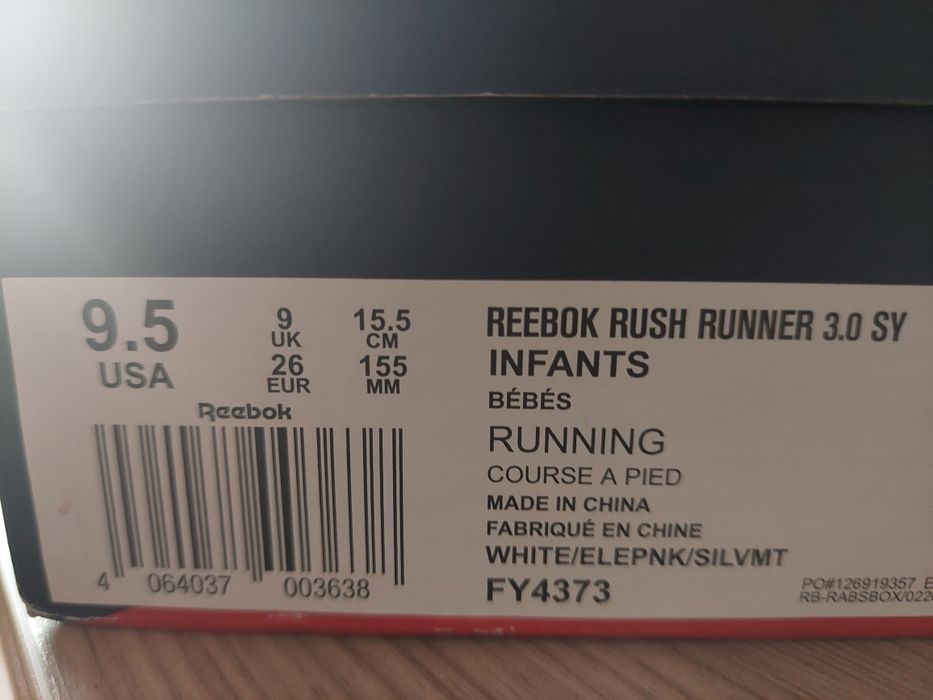 9.5
USA
9
UK
26
EUR
15.5
CM
155
MM
Reebok
4 064037 003638
REEBOK RUSH RUNNER 3.0 SY
INFANTS
BÉBÉS
RUNNING
COURSE A PIED
MADE IN CHINA
FABRIQUÉ EN CHINE
WHITE/ELEPNK/SILVMT
FY4373
PO#126919357 E
RB-RABSBOX/022